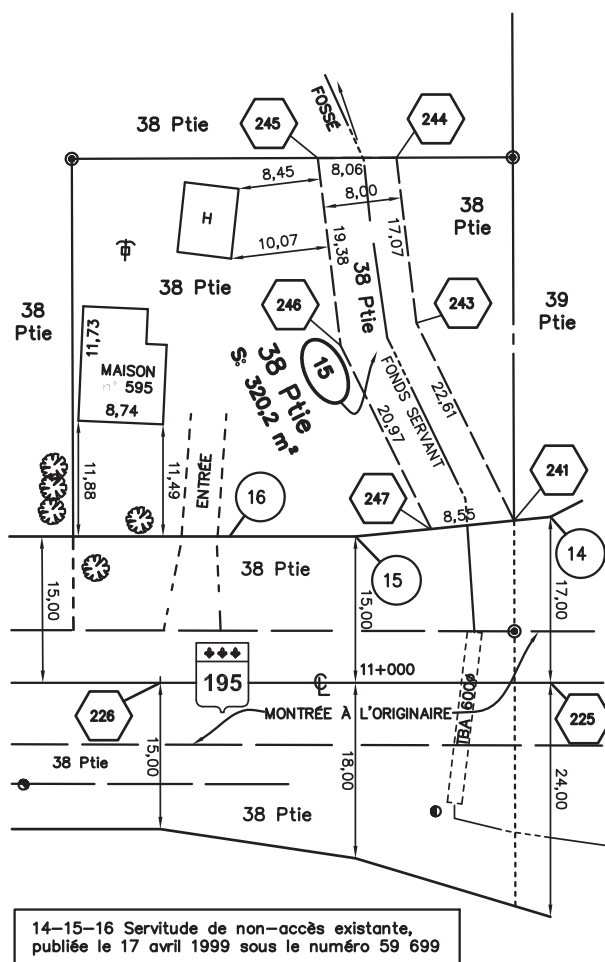 FOSSÉ
38 Ptie
245
244
8,06
8,45
8,00
H
10,07
19,38
17,07
38
Ptie
38 Ptie
38
Ptie
38 Ptie
39
Ptie
246
243
11,73
MAISON
n° 595
8,74
15
38 Ptie
S: 320,2 m²
FONDS SERVANT
20,97
22,61
11,88
11,49
ENTRÉE
16
247
8,55
241
38 Ptie
15
14
15,00
15,00
17,00
195
11+000
226
MONTRÉE À L'ORIGINAIRE
TBA 600ø
225
38 Ptie
15,00
18,00
24,00
38 Ptie
14-15-16 Servitude de non-accès existante,
publiée le 17 avril 1999 sous le numéro 59 699